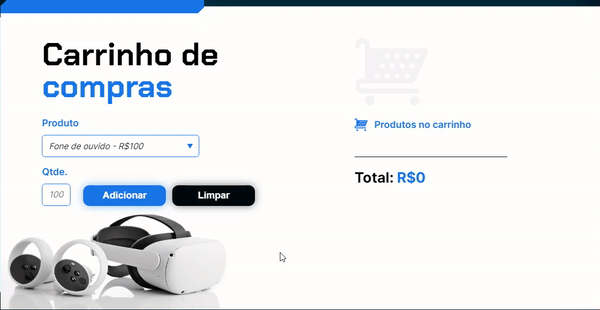 Carrinho de
compras
Produto
Fone de ouvido - R$100
Qtde.
100
Adicionar
Limpar
Produtos no carrinho
Total: R$0